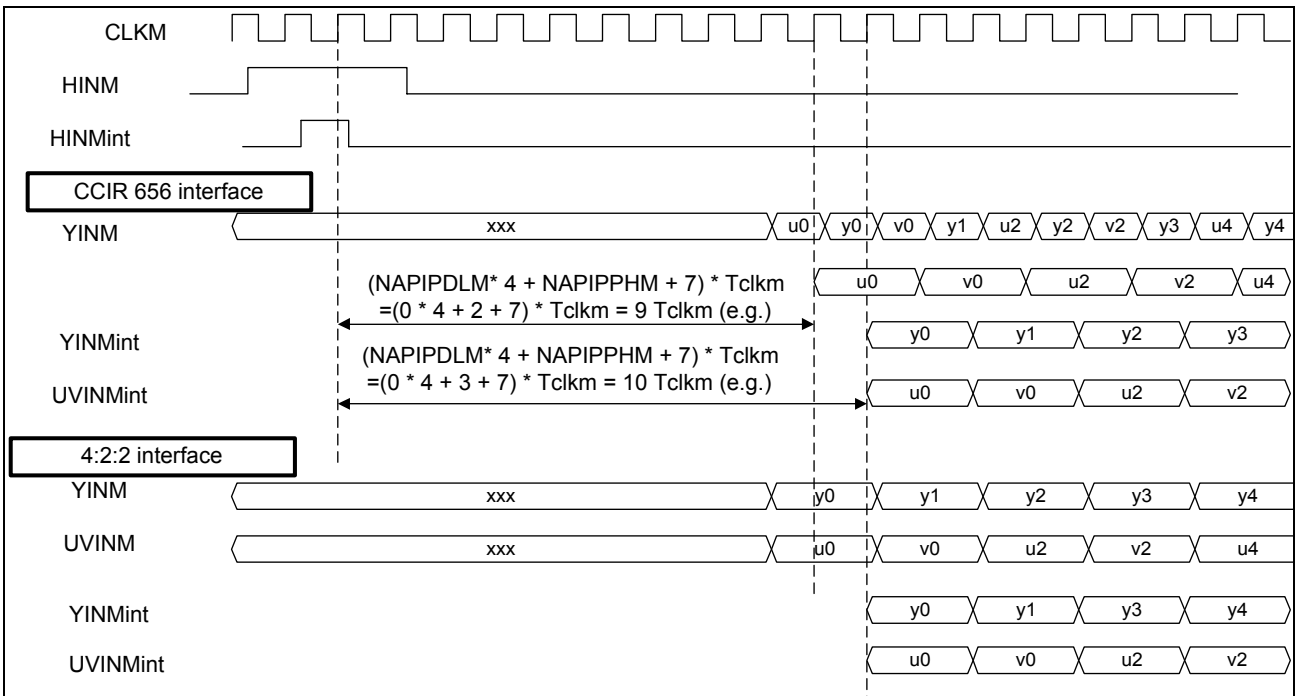 CLKM
HINM
HINMint
CCIR 656 interface
YINM xxx u0 y0 v0 y1 u2 y2 v2 y3 u4 y4
(NAPIPDLM* 4 + NAPIPPHM + 7) * Tclkm
=(0 * 4 + 2 + 7) * Tclkm = 9 Tclkm (e.g.)
u0 v0 u2 v2 u4
YINMint y0 y1 y2 y3
(NAPIPDLM* 4 + NAPIPPHM + 7) * Tclkm
=(0 * 4 + 3 + 7) * Tclkm = 10 Tclkm (e.g.)
UVINMint u0 v0 u2 v2
4:2:2 interface
YINM xxx y0 y1 y2 y3 y4
UVINM xxx u0 v0 u2 v2 u4
YINMint y0 y1 y3 y4
UVINMint u0 v0 u2 v2